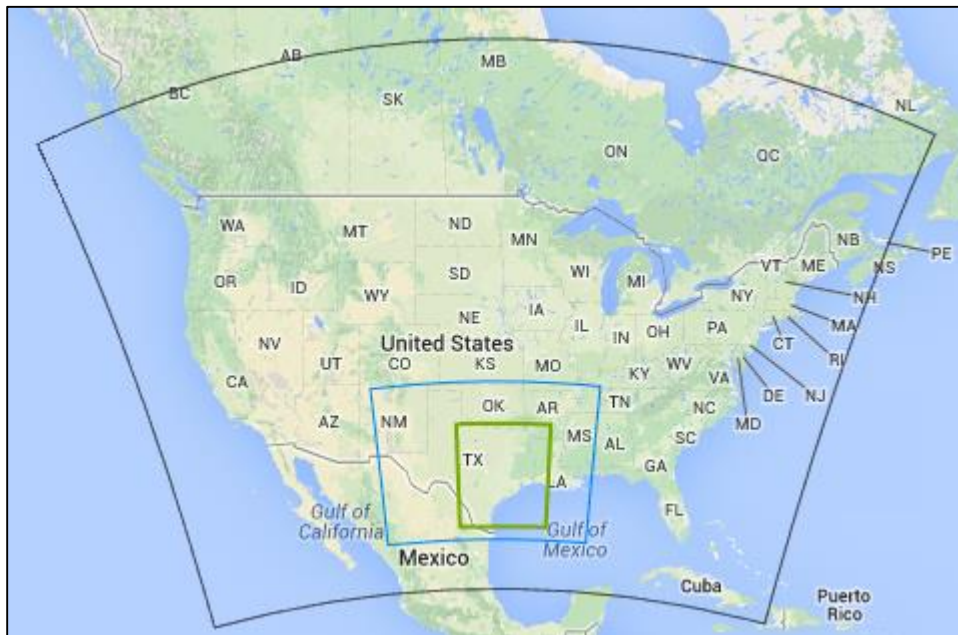 AB
MB
BC
SK
NL
ON
QC
WA
MT
ND
MN
NB
PE
VT
ME
NS
OR
ID
SD
WI
MI
NH
WY
NY
IA
NE
MA
IL
IN
OH
PA
NV
United States
CT
RI
UT
CO
KS
MO
KY
WV
VA
CA
DE
NJ
OK
AR
TN
NC
MD
AZ
NM
MS
AL
SC
TX
GA
LA
Gulf of
California
FL
Gulf of
Mexico
Mexico
Cuba
Puerto
Rico